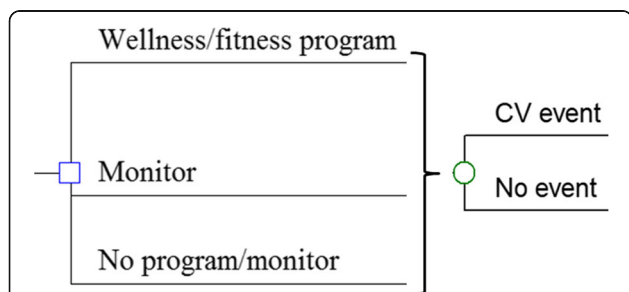 Wellness/fitness program
CV event
Monitor
No event
No program/monitor